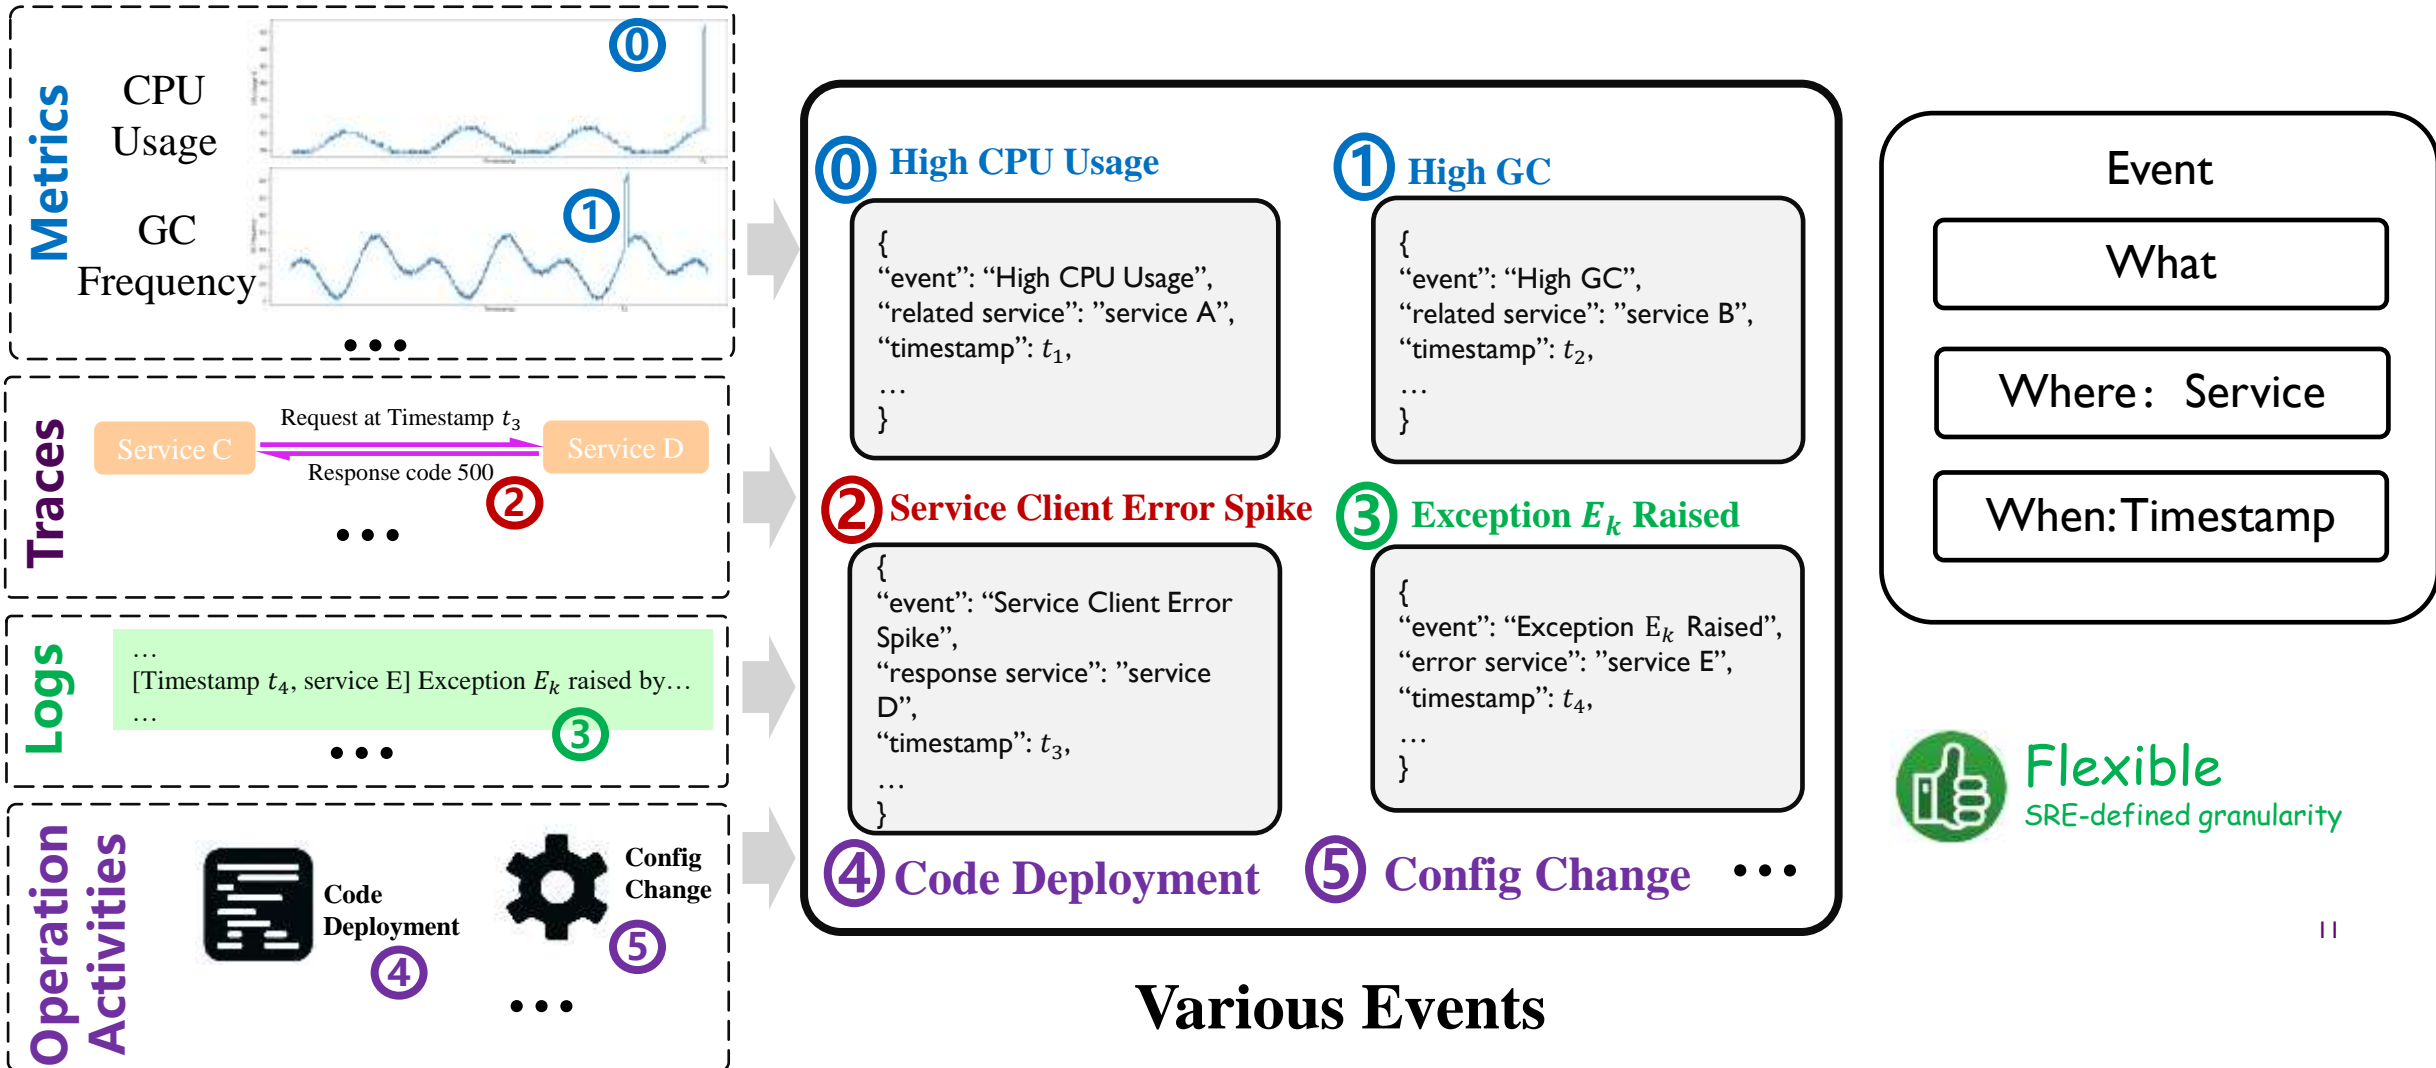 Metrics
CPU
Usage
0
GC
Frequency
1
...
Traces
Service C
Request at Timestamp t₃
Response code 500
Service D
2
...
Logs
…
[Timestamp t₄, service E] Exception Eₖ raised by…
…
3
...
Operation
Activities
Code
Deployment
4
Config
Change
5
...
0 High CPU Usage
{
“event”: “High CPU Usage”,
“related service”: ”service A”,
“timestamp”: t₁,
…
}
1 High GC
{
“event”: “High GC”,
“related service”: ”service B”,
“timestamp”: t₂,
…
}
2 Service Client Error Spike
{
“event”: “Service Client Error
Spike”,
“response service”: ”service
D”,
“timestamp”: t₃,
…
}
3 Exception Eₖ Raised
{
“event”: “Exception Eₖ Raised”,
“error service”: ”service E”,
“timestamp”: t₄,
…
}
4 Code Deployment
5 Config Change ...
Various Events
Event
What
Where: Service
When:Timestamp
Flexible
SRE-defined granularity
11